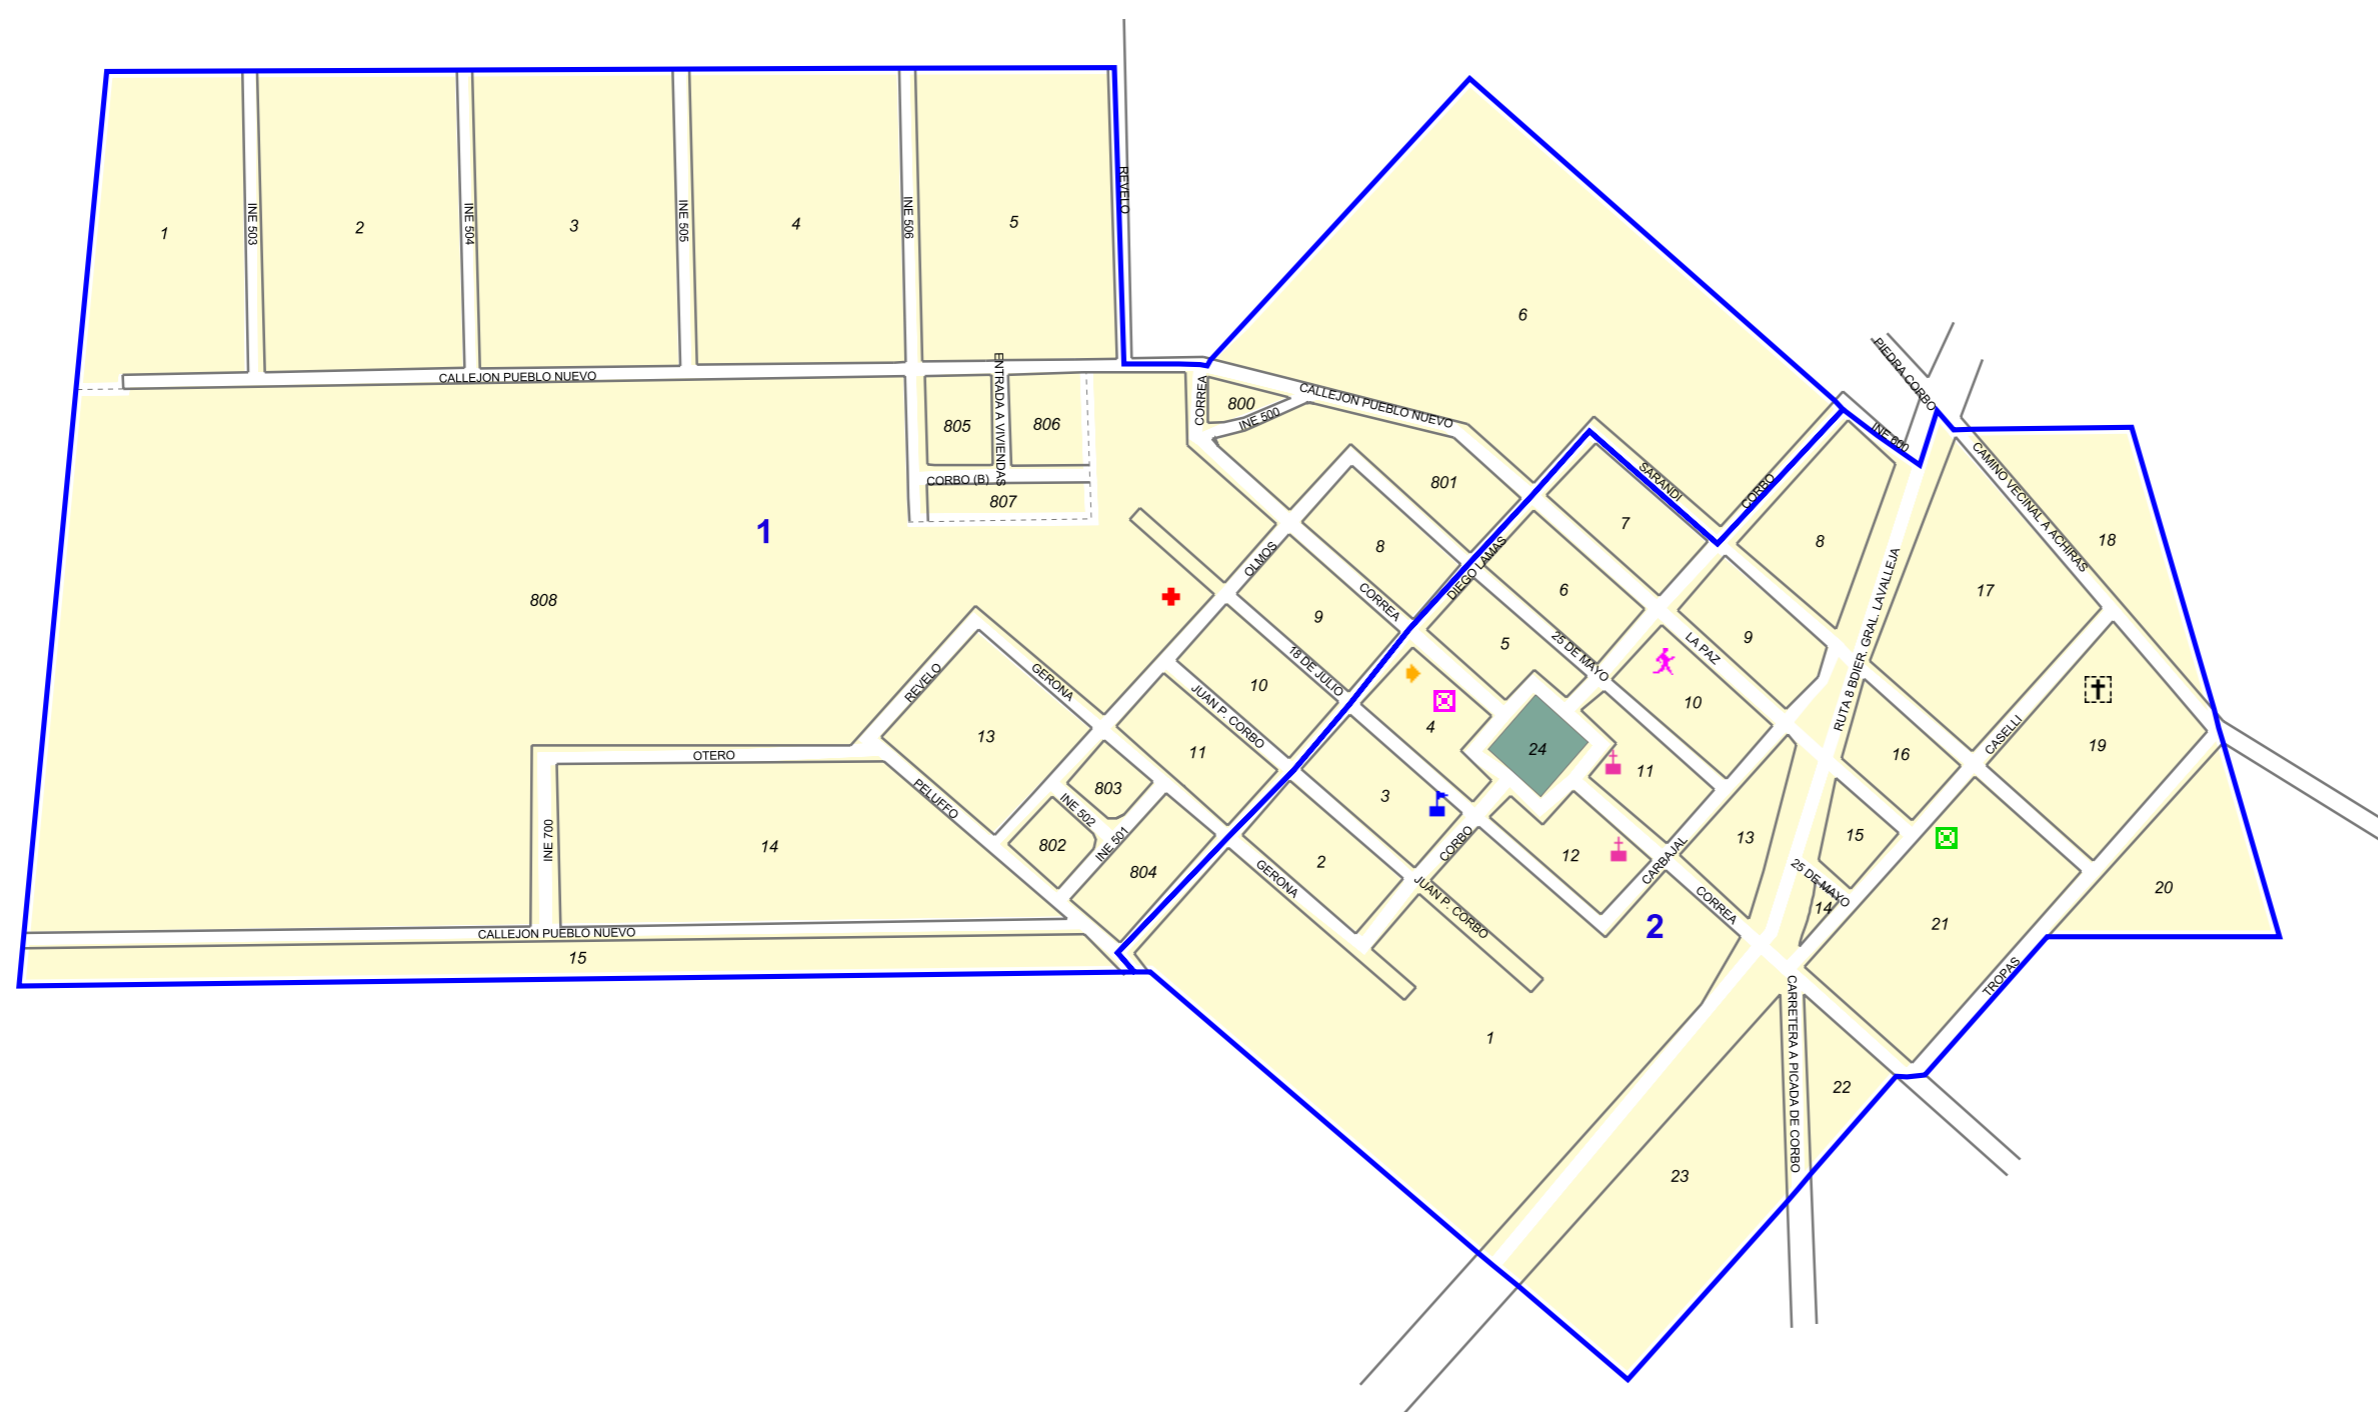 1
INE 503
2
INE 504
3
INE 505
4
INE 506
5
REVELO
6
CALLEJON PUEBLO NUEVO
ENTRADA A VIVIENDAS
805
806
CORBO (B)
807
CORREA
800
INE 500
CALLEJON PUEBLO NUEVO
801
1
808
OLMOS
8
CORREA
9
18 DE JULIO
10
JUAN P. CORBO
11
REVELO
GERONA
13
OTERO
PELUFFO
803
INE 502
802
INE 501
804
INE 700
14
CALLEJON PUEBLO NUEVO
15
DIEGO LAMAS
SARANDI
7
CORBO
PIEDRA CORBO
INE 600
8
6
5
25 DE MAYO
LA PAZ
9
10
RUTA 8 BDIER. GRAL. LAVALLEJA
17
CAMINO VECINAL A ACHIRAS
18
4
24
11
3
CORBO
12
CARBAJAL
13
16
CASELLI
19
15
25 DE MAYO
14
20
21
TROPAS
2
GERONA
JUAN P. CORBO
CORREA
2
1
CARRETERA A PICADA DE CORBO
22
23